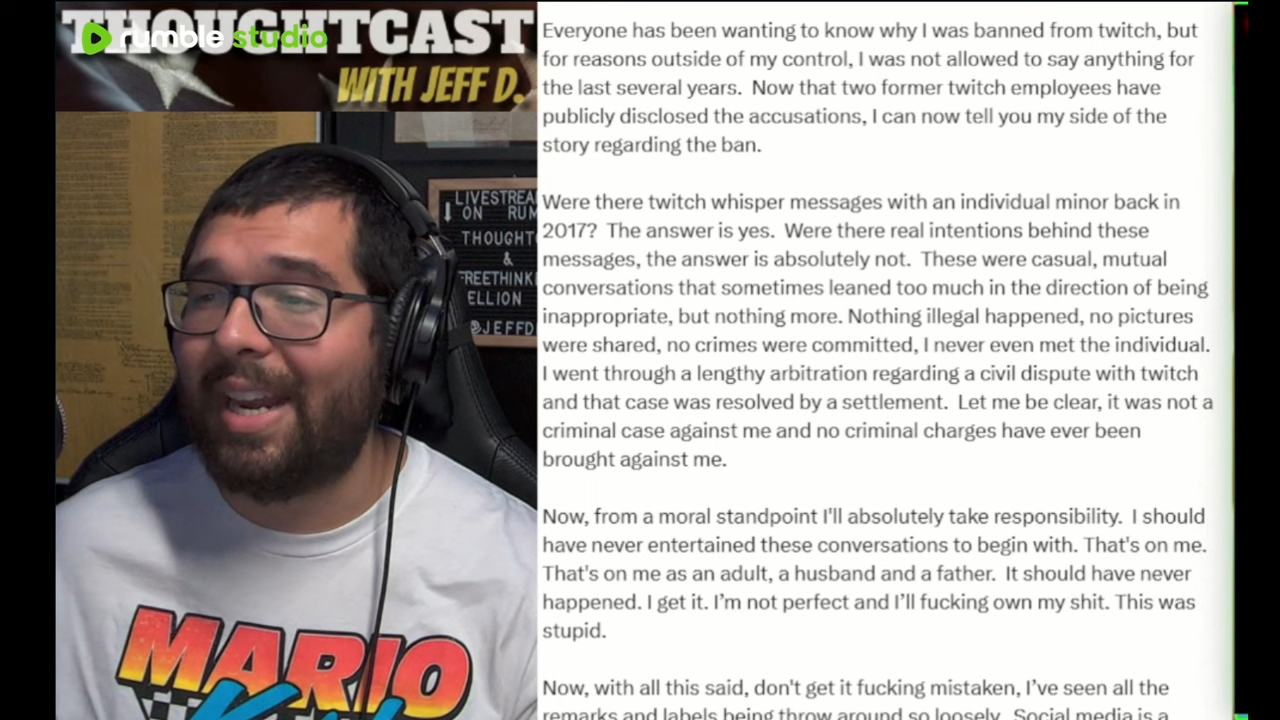 THOUGHTCAST
rumble studio
WITH JEFF D.
LIVESTREA
ON RUM
THOUGHT
&
FREETHINK
ELLION
@JEFFD
MARIO
Everyone has been wanting to know why I was banned from twitch, but
for reasons outside of my control, I was not allowed to say anything for
the last several years.  Now that two former twitch employees have
publicly disclosed the accusations, I can now tell you my side of the
story regarding the ban.
Were there twitch whisper messages with an individual minor back in
2017?  The answer is yes.  Were there real intentions behind these
messages, the answer is absolutely not.  These were casual, mutual
conversations that sometimes leaned too much in the direction of being
inappropriate, but nothing more. Nothing illegal happened, no pictures
were shared, no crimes were committed, I never even met the individual.
I went through a lengthy arbitration regarding a civil dispute with twitch
and that case was resolved by a settlement.  Let me be clear, it was not a
criminal case against me and no criminal charges have ever been
brought against me.
Now, from a moral standpoint I'll absolutely take responsibility.  I should
have never entertained these conversations to begin with. That's on me.
That's on me as an adult, a husband and a father.  It should have never
happened. I get it. I’m not perfect and I’ll fucking own my shit. This was
stupid.
Now, with all this said, don't get it fucking mistaken, I’ve seen all the
remarks and labels being throw around so loosely.  Social media is a